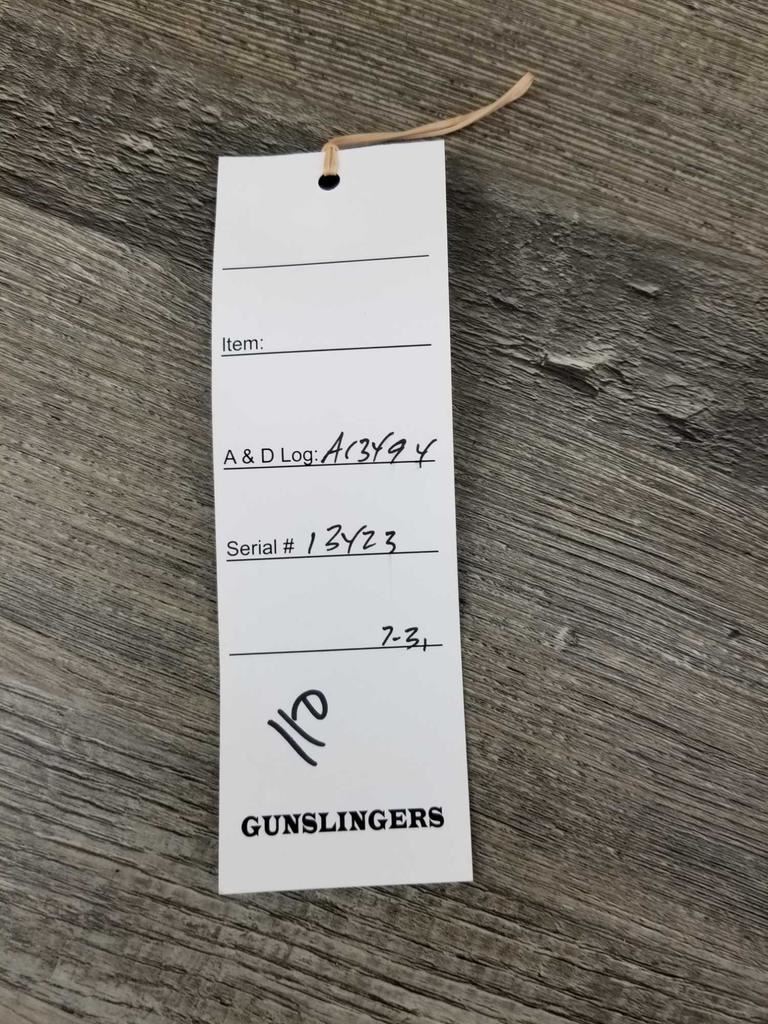 Item:
A & D Log: A13494
Serial # 13423
7-31
110
GUNSLINGERS